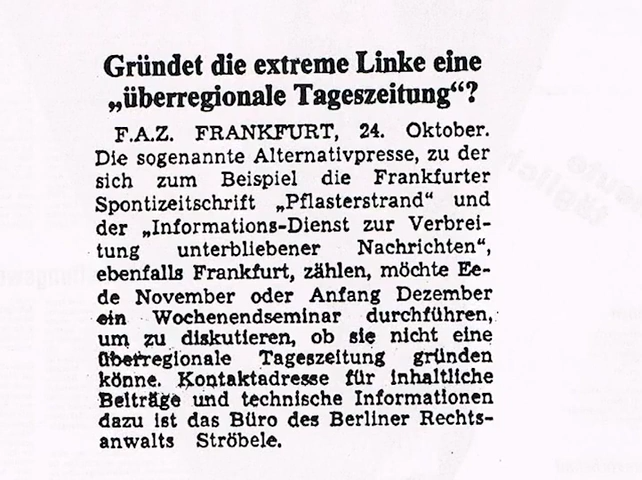 Gründet die extreme Linke eine
„überregionale Tageszeitung“?
F.A.Z. FRANKFURT, 24. Oktober.
Die sogenannte Alternativpresse, zu der
sich zum Beispiel die Frankfurter
Spontizeitschrift „Pflasterstrand“ und
der „Informations-Dienst zur Verbrei-
tung unterbliebener Nachrichten“,
ebenfalls Frankfurt, zählen, möchte Ee-
de November oder Anfang Dezember
ein Wochenendseminar durchführen,
um zu diskutieren, ob sie nicht eine
überregionale Tageszeitung gründen
könne. Kontaktadresse für inhaltliche
Beiträge und technische Informationen
dazu ist das Büro des Berliner Rechts-
anwalts Ströbele.
heute
täglich